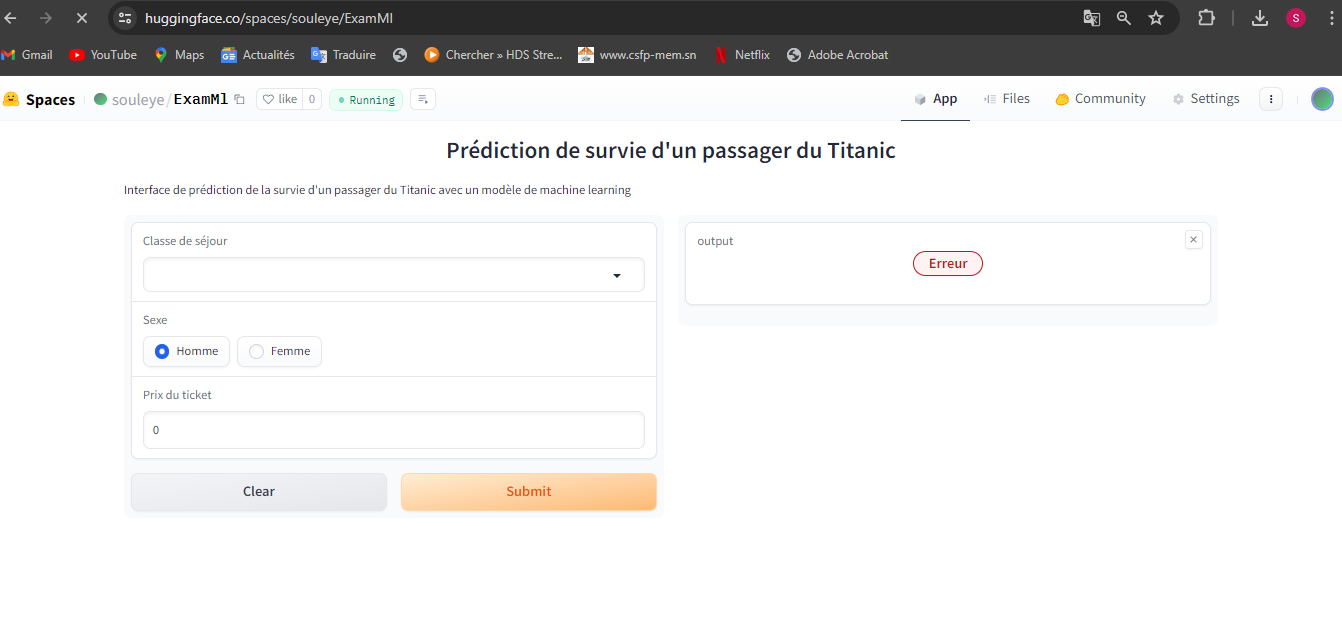 huggingface.co/spaces/souleye/ExamMl
S
Gmail YouTube Maps Actualités Traduire Chercher » HDS Stre... www.csfp-mem.sn Netflix Adobe Acrobat
Spaces souleye/ExamMl like 0 Running App Files Community Settings
Prédiction de survie d'un passager du Titanic
Interface de prédiction de la survie d'un passager du Titanic avec un modèle de machine learning
Classe de séjour
Sexe
Homme Femme
Prix du ticket
0
Clear Submit
output
Erreur